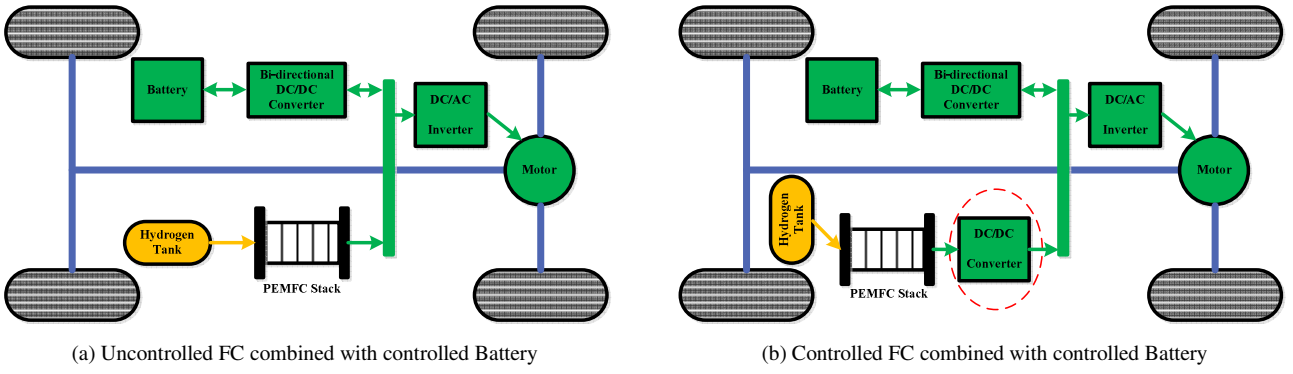 Battery
Bi-directional
DC/DC
Converter
DC/AC
Inverter
Motor
Hydrogen
Tank
PEMFC Stack
(a) Uncontrolled FC combined with controlled Battery
Battery
Bi-directional
DC/DC
Converter
DC/AC
Inverter
Motor
Hydrogen
Tank
DC/DC
Converter
PEMFC Stack
(b) Controlled FC combined with controlled Battery